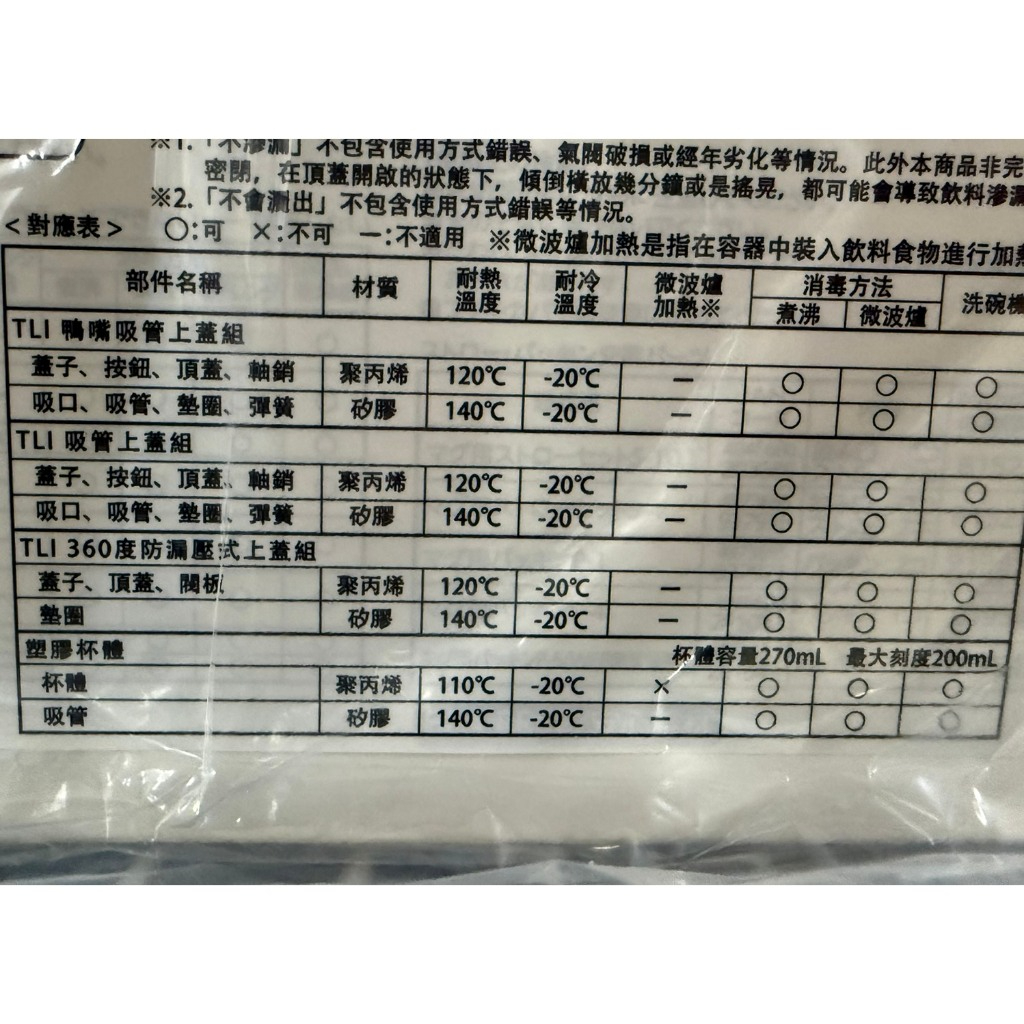 ※1.「不滲漏」不包含使用方式錯誤、氣閥破損或經年劣化等情況。此外本商品非完
密閉，在頂蓋開啟的狀態下，傾倒橫放幾分鐘或是搖晃，都可能會導致飲料滲漏
※2.「不會漏出」不包含使用方式錯誤等情況。
<對應表> ○:可 ×:不可 —:不適用 ※微波爐加熱是指在容器中裝入飲料食物進行加熱
部件名稱 材質 耐熱溫度 耐冷溫度 微波爐加熱※ 消毒方法 煮沸 微波爐 洗碗機
TLI 鴨嘴吸管上蓋組
蓋子、按鈕、頂蓋、軸銷 聚丙烯 120℃ -20℃ — ○ ○ ○
吸口、吸管、墊圈、彈簧 矽膠 140℃ -20℃ — ○ ○ ○
TLI 吸管上蓋組
蓋子、按鈕、頂蓋、軸銷 聚丙烯 120℃ -20℃ — ○ ○ ○
吸口、吸管、墊圈、彈簧 矽膠 140℃ -20℃ — ○ ○ ○
TLI 360度防漏壓式上蓋組
蓋子、頂蓋、閥板 聚丙烯 120℃ -20℃ — ○ ○ ○
墊圈 矽膠 140℃ -20℃ — ○ ○ ○
塑膠杯體 杯體容量270mL 最大刻度200mL
杯體 聚丙烯 110℃ -20℃ × ○ ○ ○
吸管 矽膠 140℃ -20℃ — ○ ○ ○